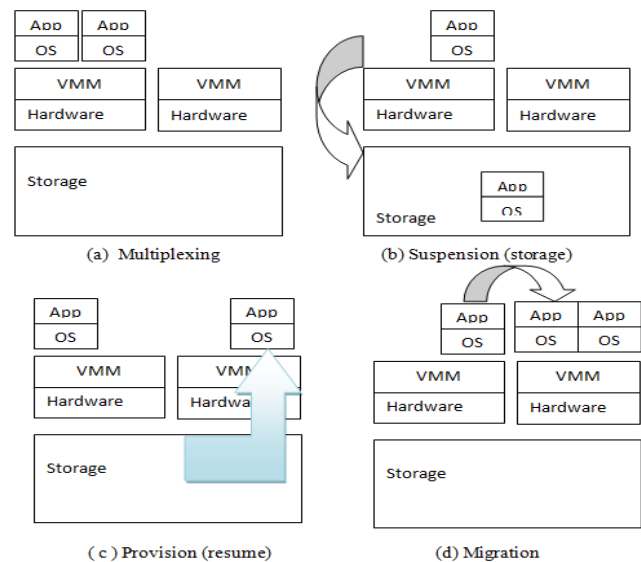 App App
OS OS
VMM VMM
Hardware Hardware
Storage
(a) Multiplexing
App
OS
VMM VMM
Hardware Hardware
App
OS
Storage
(b) Suspension (storage)
App App
OS OS
VMM VMM
Hardware Hardware
Storage
( c ) Provision (resume)
App App App
OS OS OS
VMM VMM
Hardware Hardware
Storage
(d) Migration